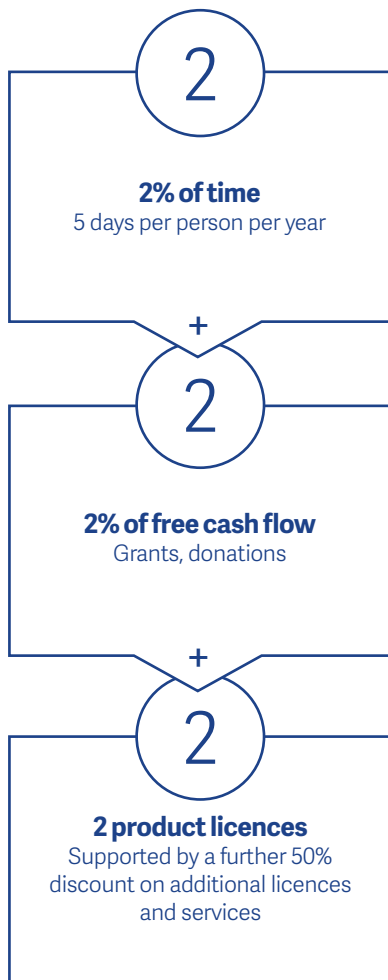 2
2% of time
5 days per person per year
+
2
2% of free cash flow
Grants, donations
+
2
2 product licences
Supported by a further 50%
discount on additional licences
and services